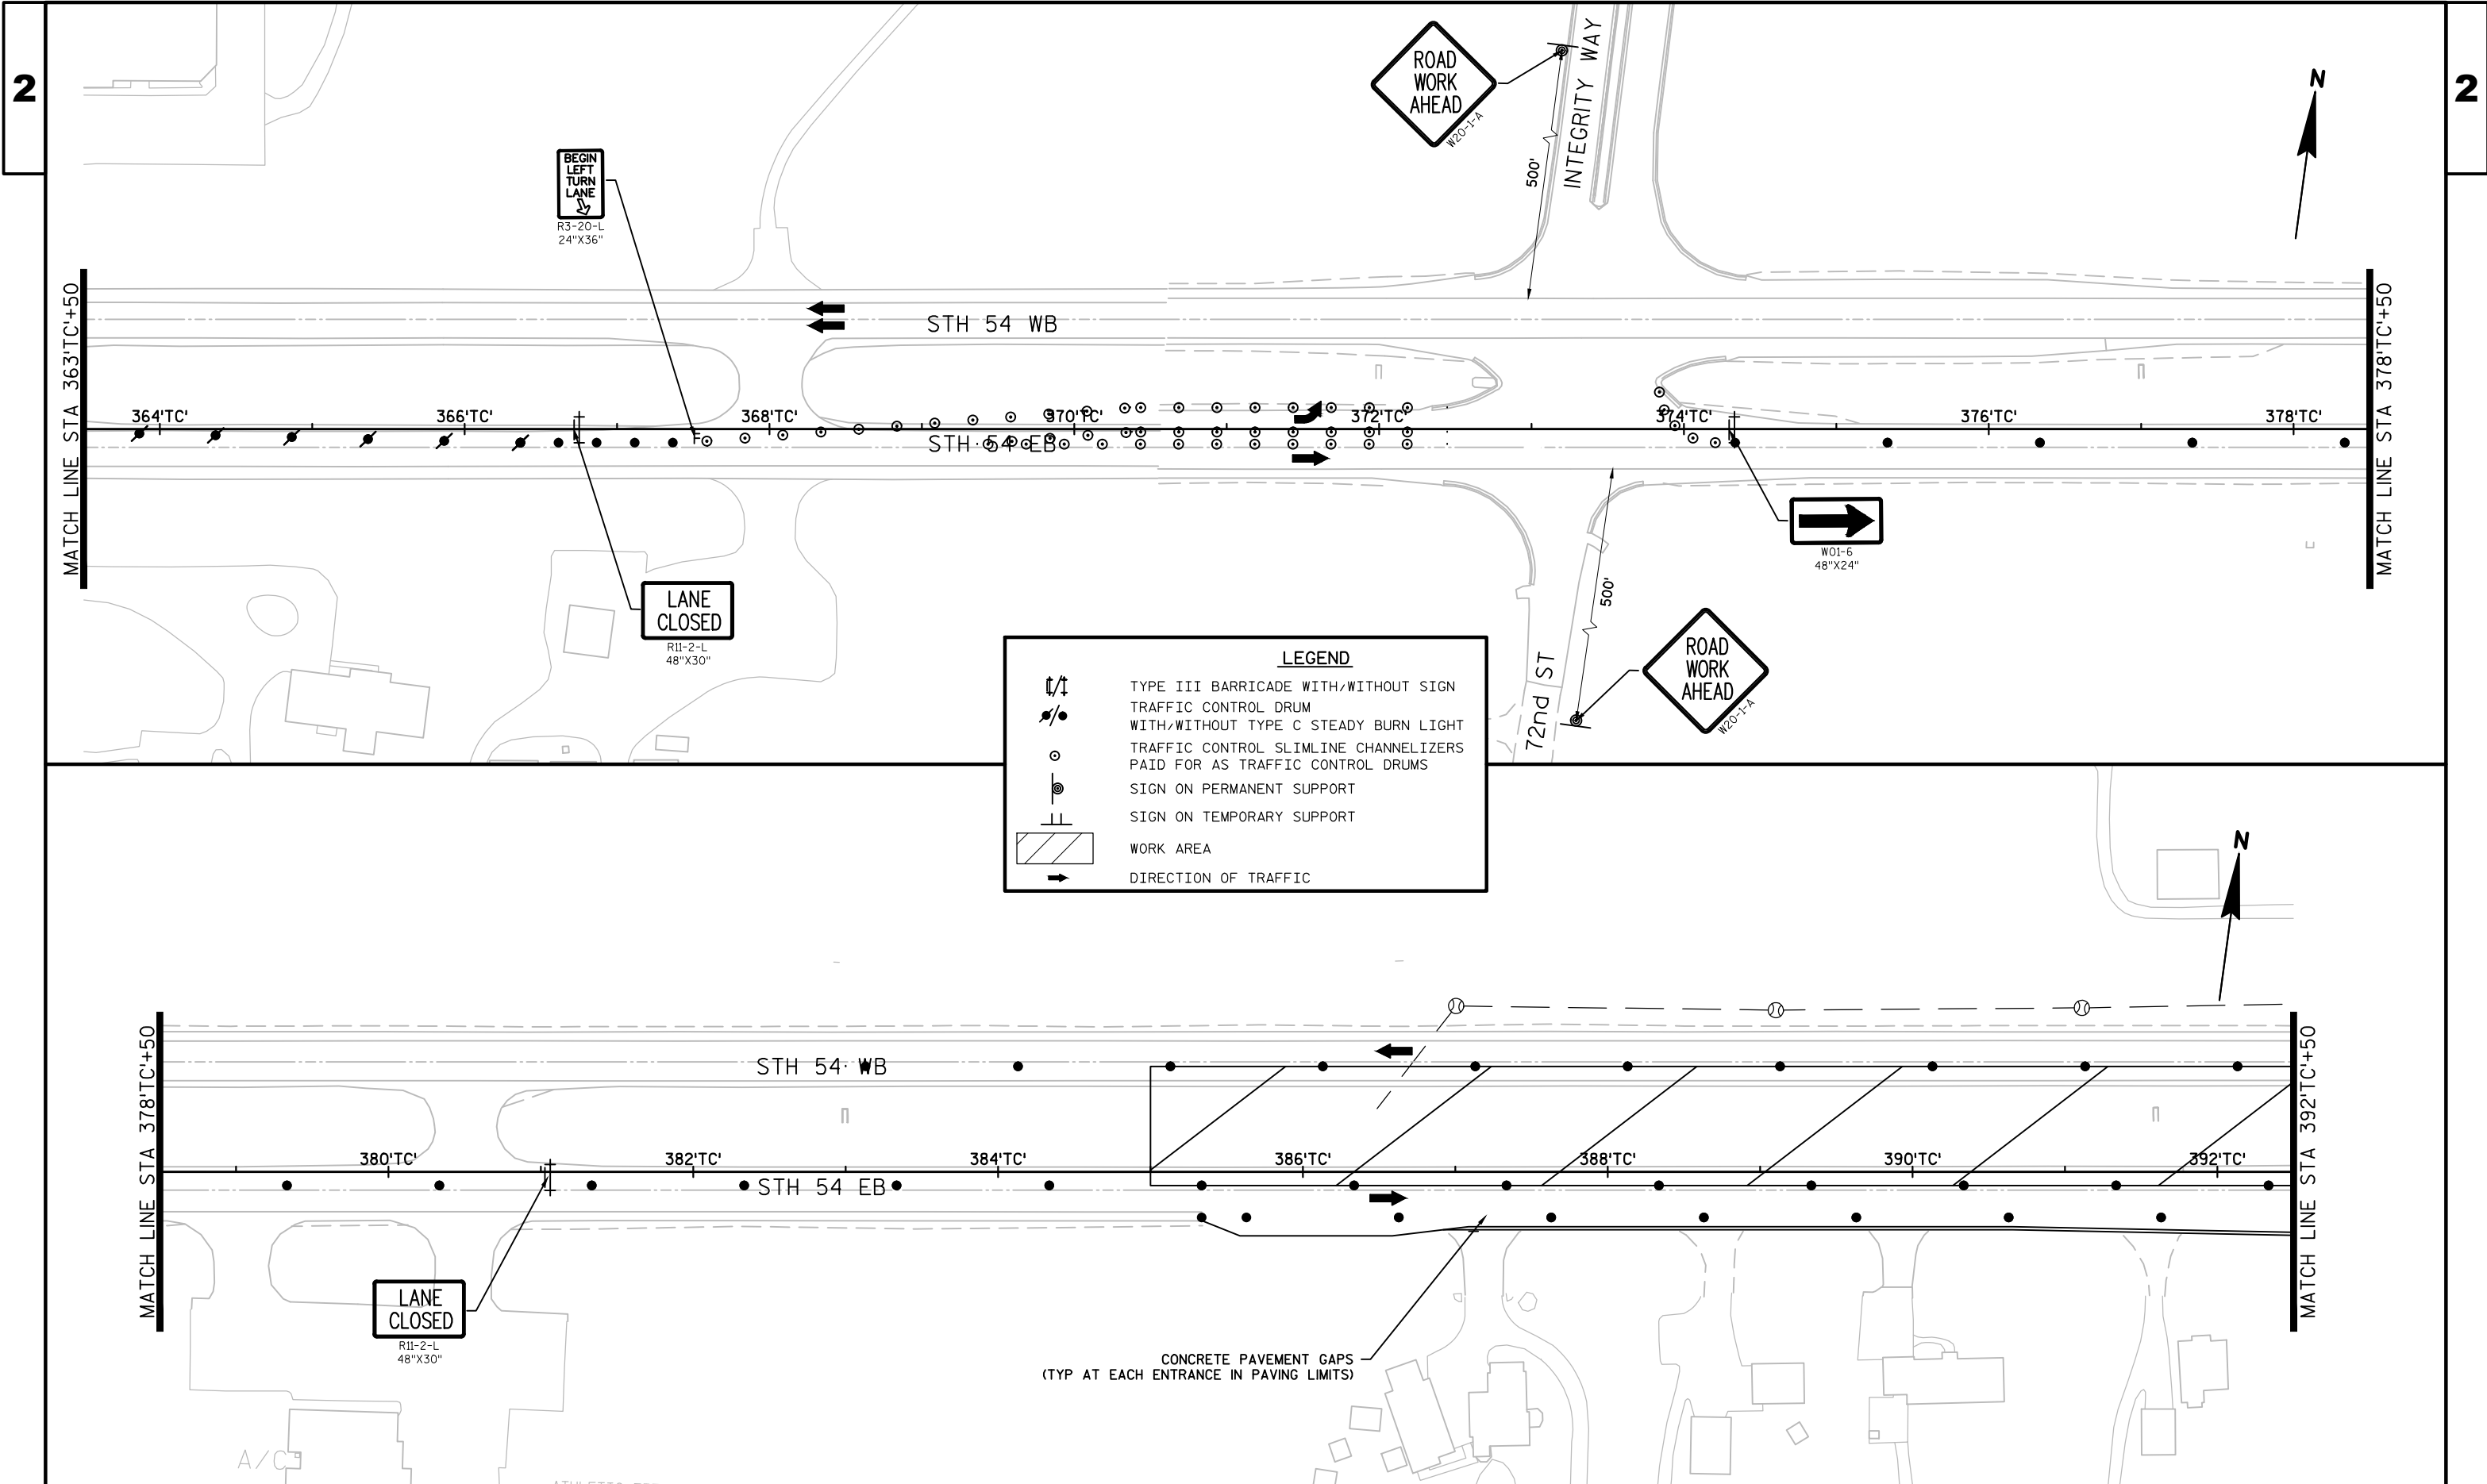 2
2
ROAD
WORK
AHEAD
W20-1-A
INTEGRITY WAY
500'
N
BEGIN
LEFT
TURN
LANE
R3-20-L
24"X36"
MATCH LINE STA 363'TC'+50
STH 54 WB
364'TC'
366'TC'
368'TC'
970'TC'
372'TC'
374'TC'
376'TC'
378'TC'
STH 54 EB
MATCH LINE STA 378'TC'+50
W01-6
48"X24"
LANE
CLOSED
R11-2-L
48"X30"
500'
72nd ST
ROAD
WORK
AHEAD
W20-1-A
LEGEND
TYPE III BARRICADE WITH/WITHOUT SIGN
TRAFFIC CONTROL DRUM
WITH/WITHOUT TYPE C STEADY BURN LIGHT
TRAFFIC CONTROL SLIMLINE CHANNELIZERS
PAID FOR AS TRAFFIC CONTROL DRUMS
SIGN ON PERMANENT SUPPORT
SIGN ON TEMPORARY SUPPORT
WORK AREA
DIRECTION OF TRAFFIC
N
MATCH LINE STA 378'TC'+50
STH 54 WB
380'TC'
382'TC'
384'TC'
386'TC'
388'TC'
390'TC'
392'TC'
STH 54 EB
MATCH LINE STA 392'TC'+50
LANE
CLOSED
R11-2-L
48"X30"
CONCRETE PAVEMENT GAPS
(TYP AT EACH ENTRANCE IN PAVING LIMITS)
A/C